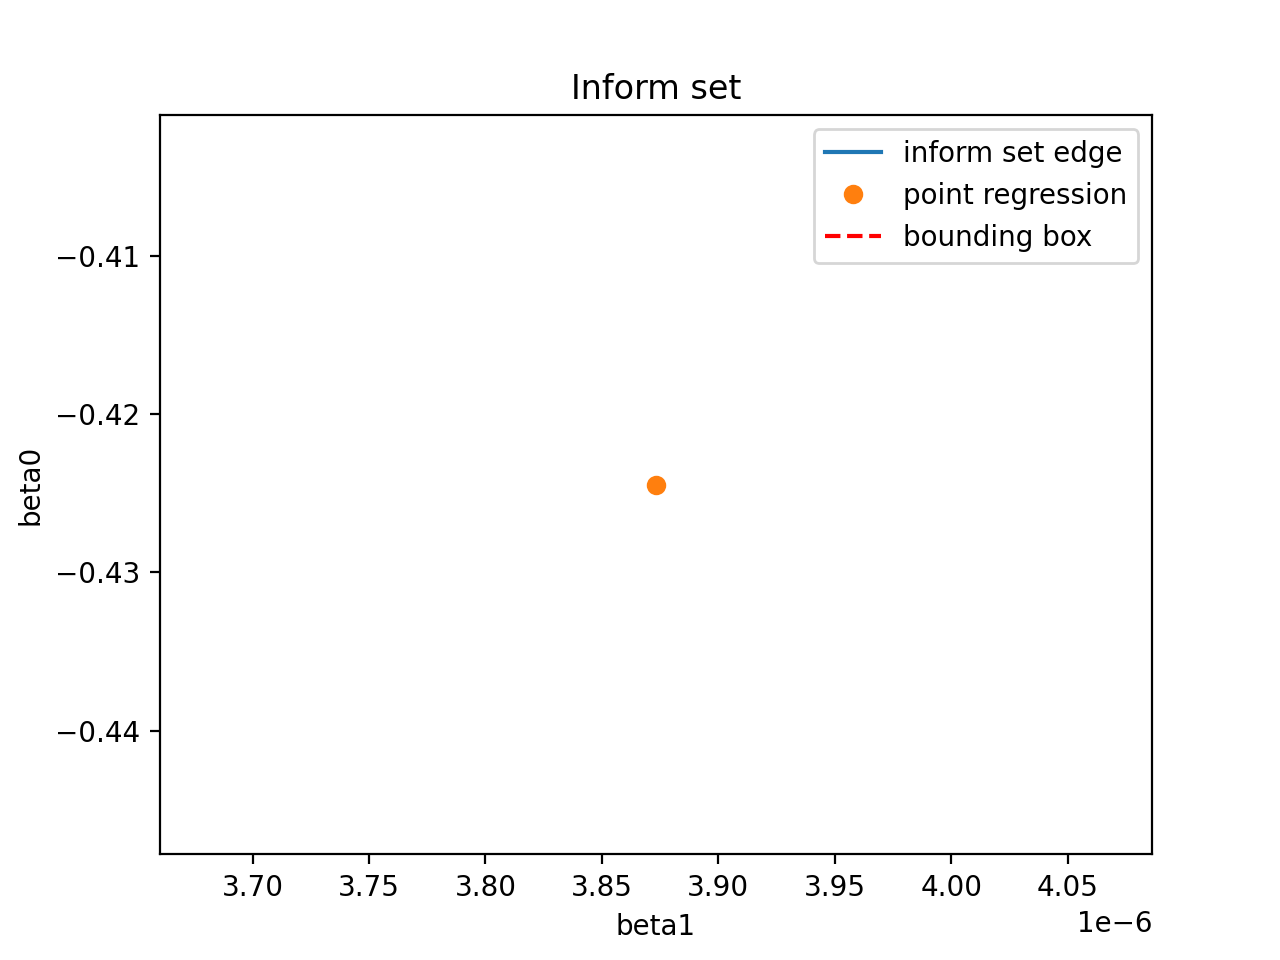 Inform set
inform set edge
point regression
bounding box
−0.41
−0.42
−0.43
−0.44
beta0
3.70 3.75 3.80 3.85 3.90 3.95 4.00 4.05
1e−6
beta1